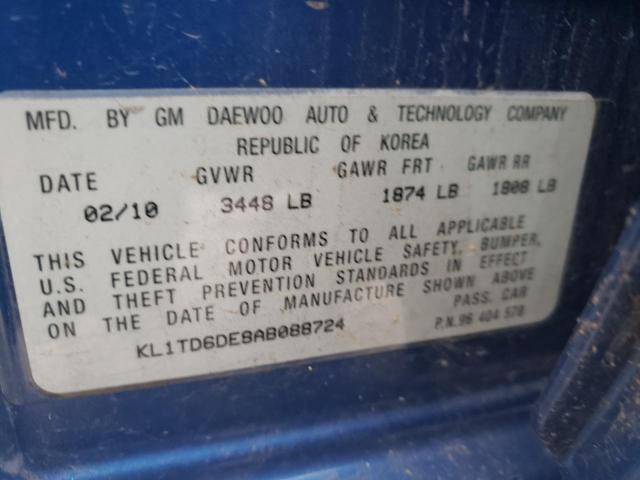 MFD. BY GM DAEWOO AUTO & TECHNOLOGY COMPANY
REPUBLIC OF KOREA
DATE GVWR GAWR FRT GAWR RR
02/10 3448 LB 1874 LB 1808 LB
THIS VEHICLE CONFORMS TO ALL APPLICABLE
U.S. FEDERAL MOTOR VEHICLE SAFETY, BUMPER,
AND THEFT PREVENTION STANDARDS IN EFFECT
ON THE DATE OF MANUFACTURE SHOWN ABOVE
PASS. CAR
KL1TD6DE8AB088724 P.N.96 404 578